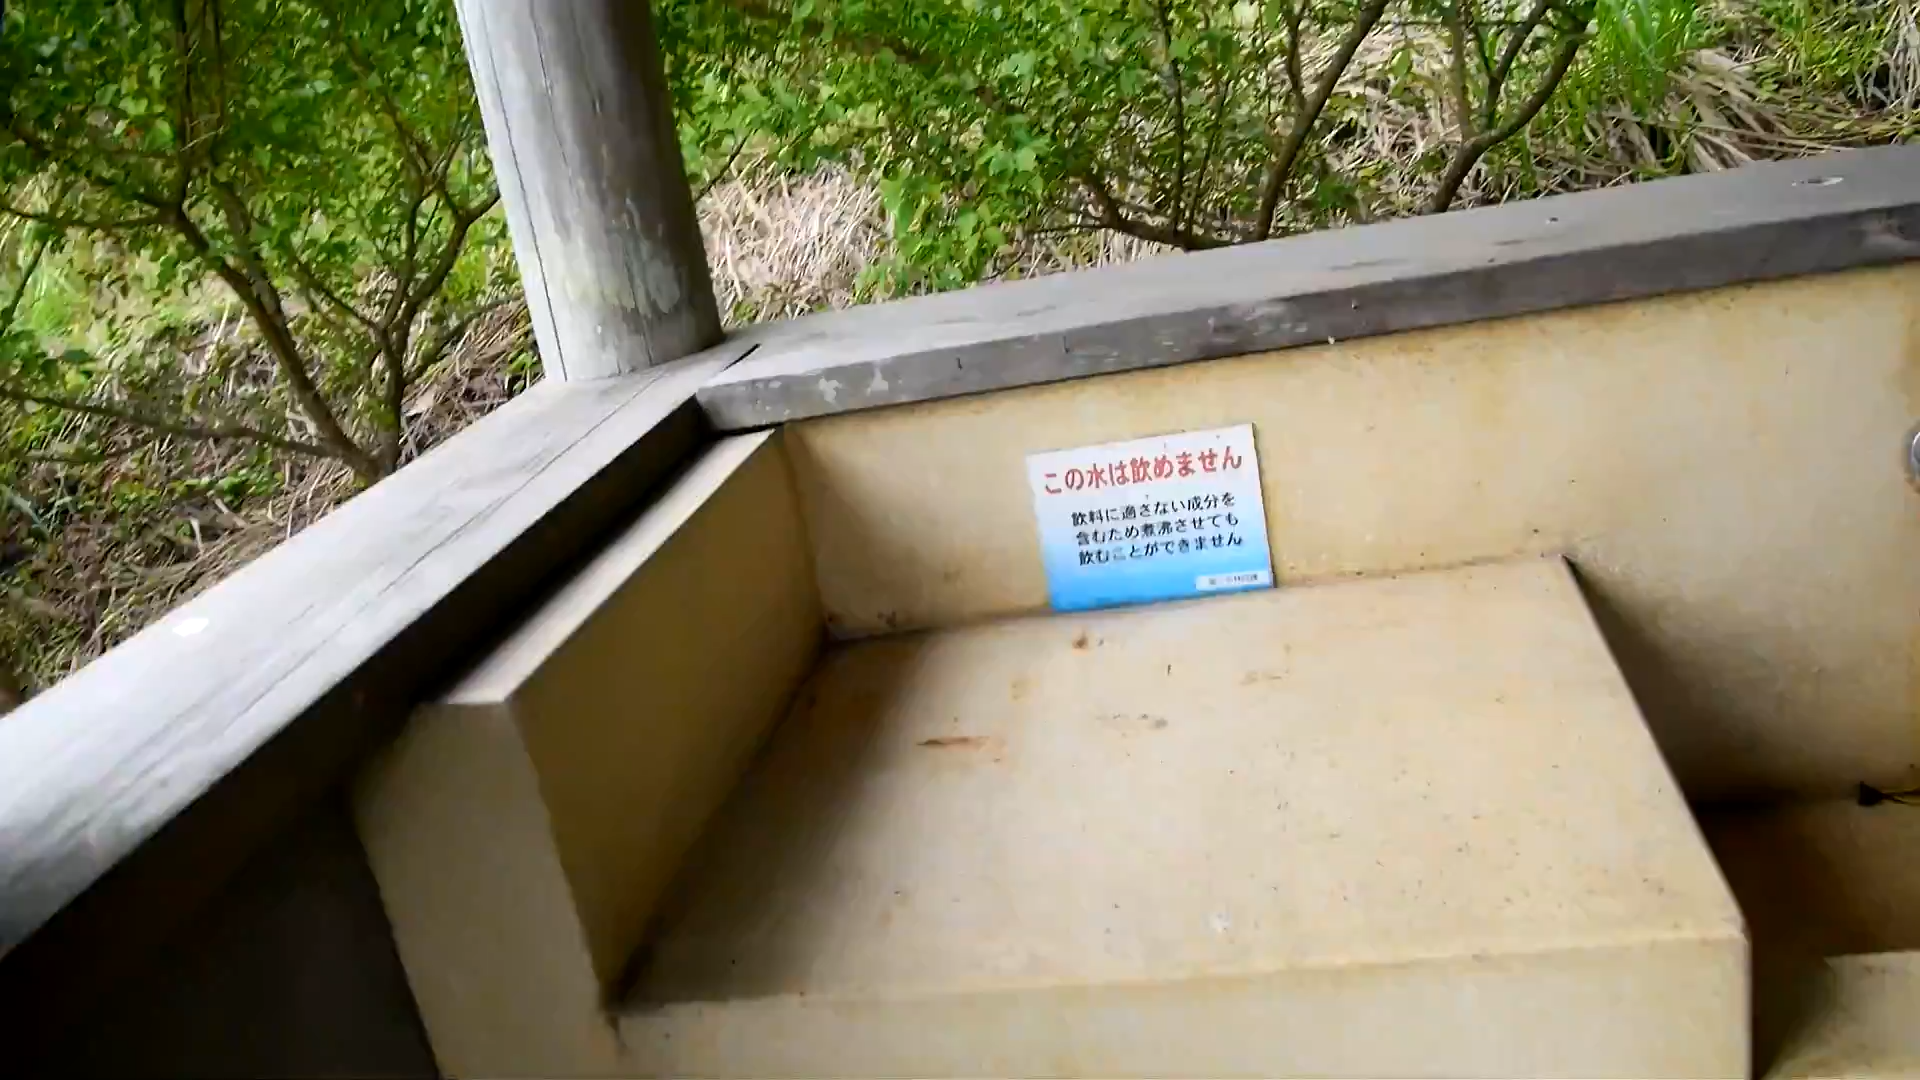 この水は飲めません
飲料に適さない成分を
含むため煮沸させても
飲むことができません